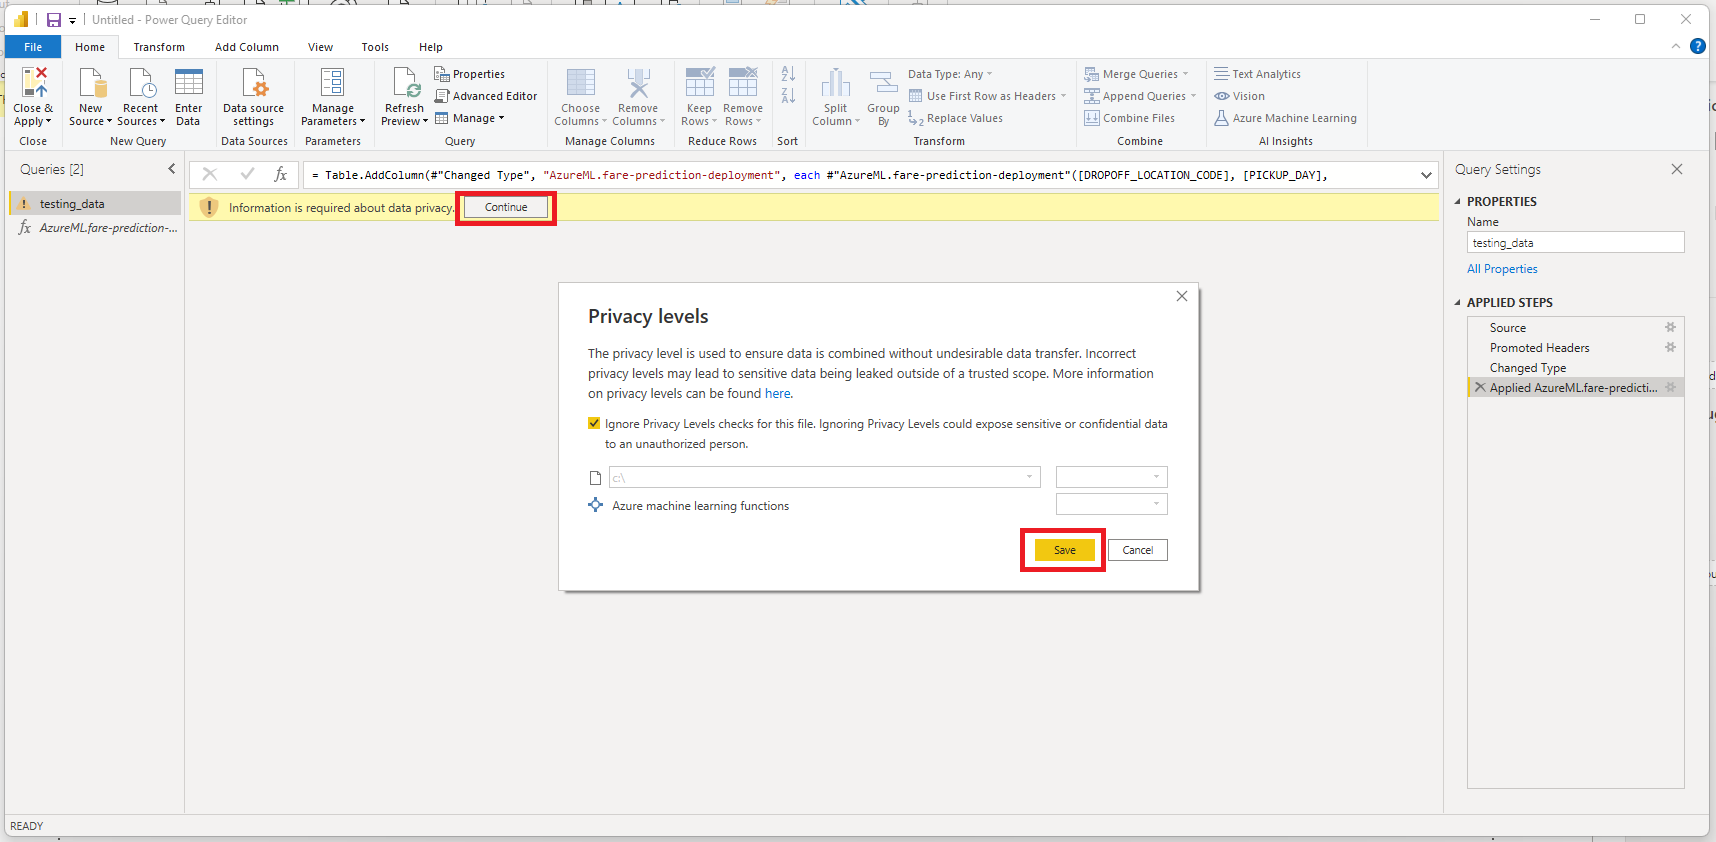 Untitled - Power Query Editor
File Home Transform Add Column View Tools Help
Close & Apply
New Source
Recent Sources
Enter Data
Data source settings
Manage Parameters
Refresh Preview
Properties
Advanced Editor
Manage
Choose Columns
Remove Columns
Keep Rows
Remove Rows
Split Column
Group By
Data Type: Any
Use First Row as Headers
Replace Values
Merge Queries
Append Queries
Combine Files
Text Analytics
Vision
Azure Machine Learning
Close New Query Data Sources Parameters Query Manage Columns Reduce Rows Sort Transform Combine AI Insights
Queries [2]
testing_data
fx AzureML.fare-prediction-...
fx = Table.AddColumn(#"Changed Type", "AzureML.fare-prediction-deployment", each #"AzureML.fare-prediction-deployment"([DROPOFF_LOCATION_CODE], [PICKUP_DAY],
Information is required about data privacy. Continue
Privacy levels
The privacy level is used to ensure data is combined without undesirable data transfer. Incorrect
privacy levels may lead to sensitive data being leaked outside of a trusted scope. More information
on privacy levels can be found here.
Ignore Privacy Levels checks for this file. Ignoring Privacy Levels could expose sensitive or confidential data
to an unauthorized person.
c:\
Azure machine learning functions
Save Cancel
Query Settings
PROPERTIES
Name
testing_data
All Properties
APPLIED STEPS
Source
Promoted Headers
Changed Type
Applied AzureML.fare-predicti...
READY